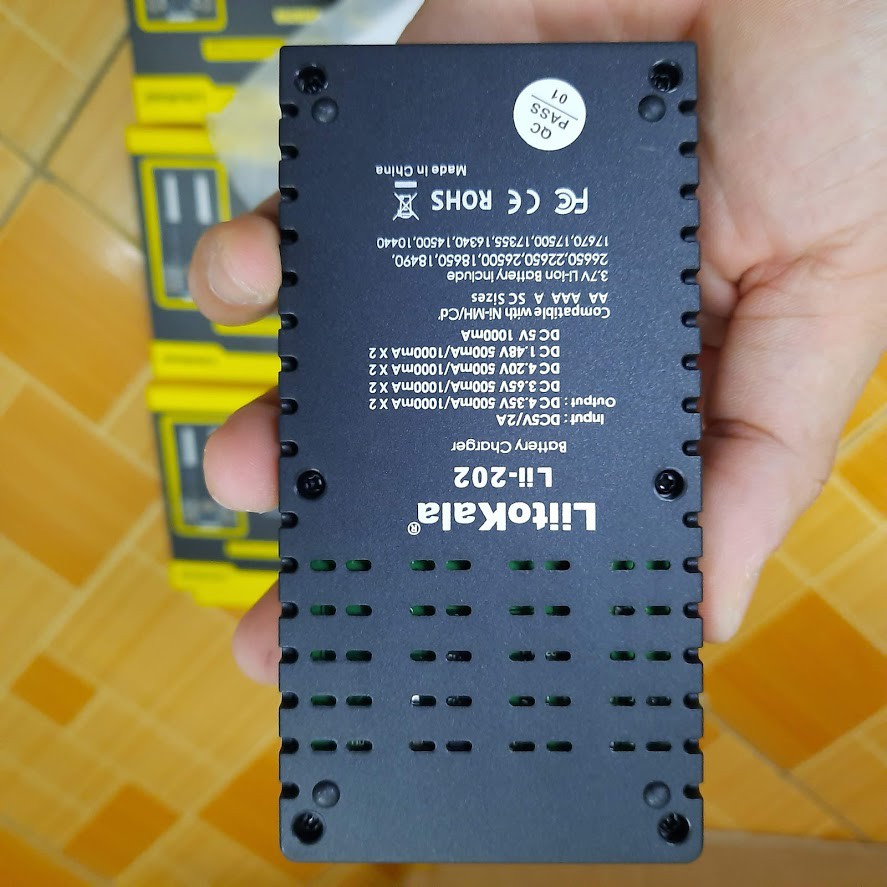 LiitoKala®
Lii-202
Battery Charger
Input : DC5V/2A
Output : DC 4.35V 500mA/1000mA X 2
DC 3.65V 500mA/1000mA X 2
DC 4.20V 500mA/1000mA X 2
DC 1.48V 500mA/1000mA X 2
DC 5V 1000mA
Compatible with Ni-MH/Cd'
AA AAA A SC Sizes
3.7V Li-Ion Battery Include
26650,22650,26500,18650,18490,
17670,17500,17355,16340,14500,10440
FC CE ROHS
Made in China
QC
PASS
01